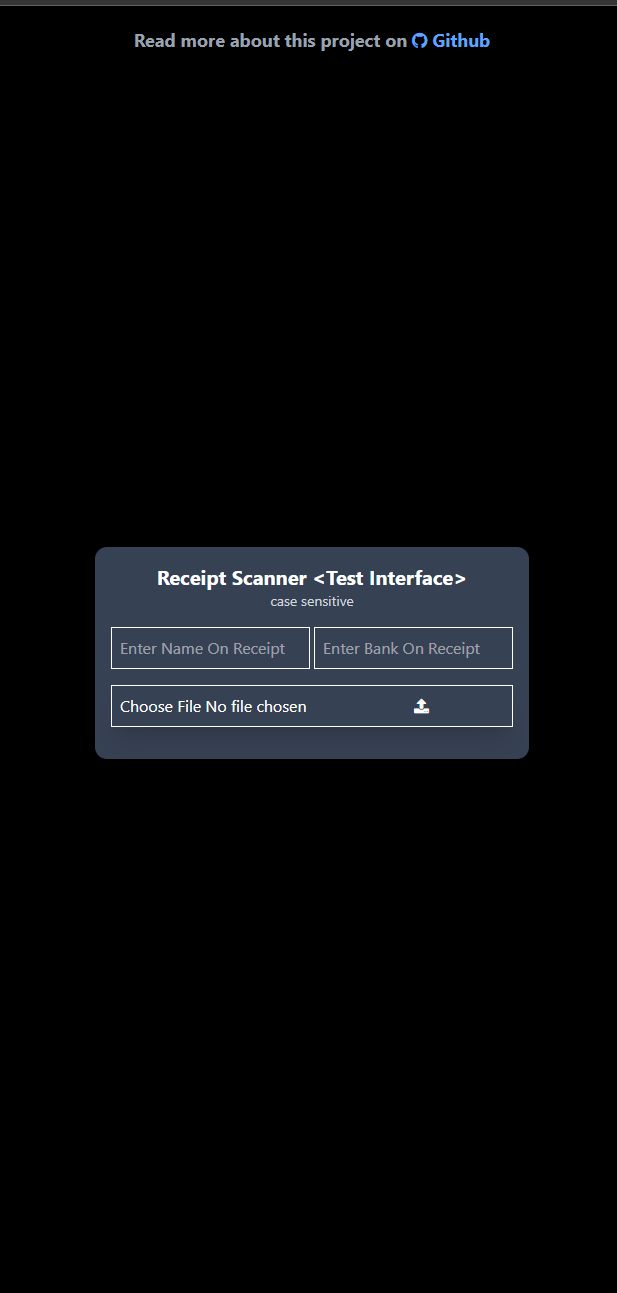 Read more about this project on Github
Receipt Scanner <Test Interface>
case sensitive
Enter Name On Receipt Enter Bank On Receipt
Choose File No file chosen